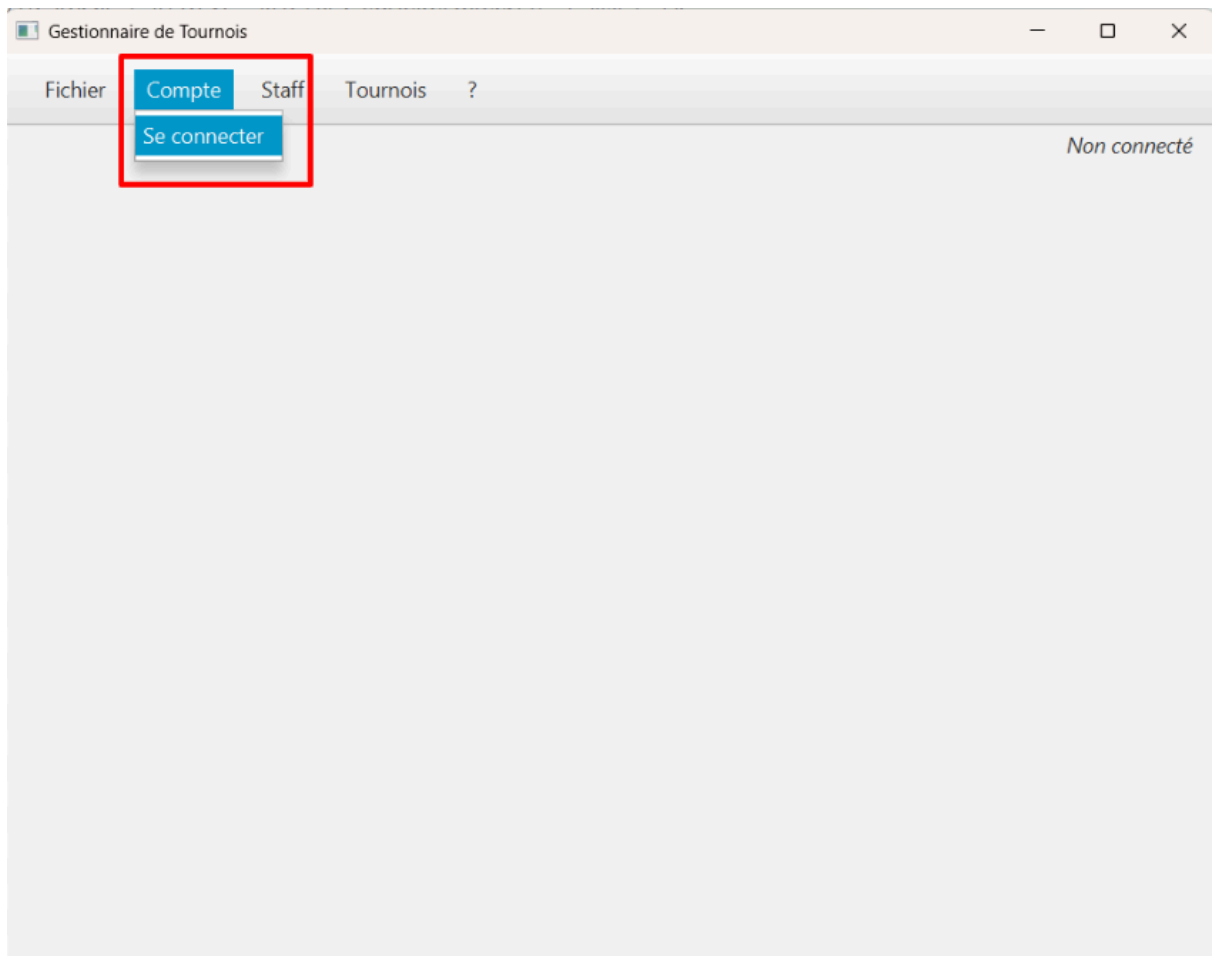 Gestionnaire de Tournois
Fichier Compte Staff Tournois ?
Se connecter
Non connecté